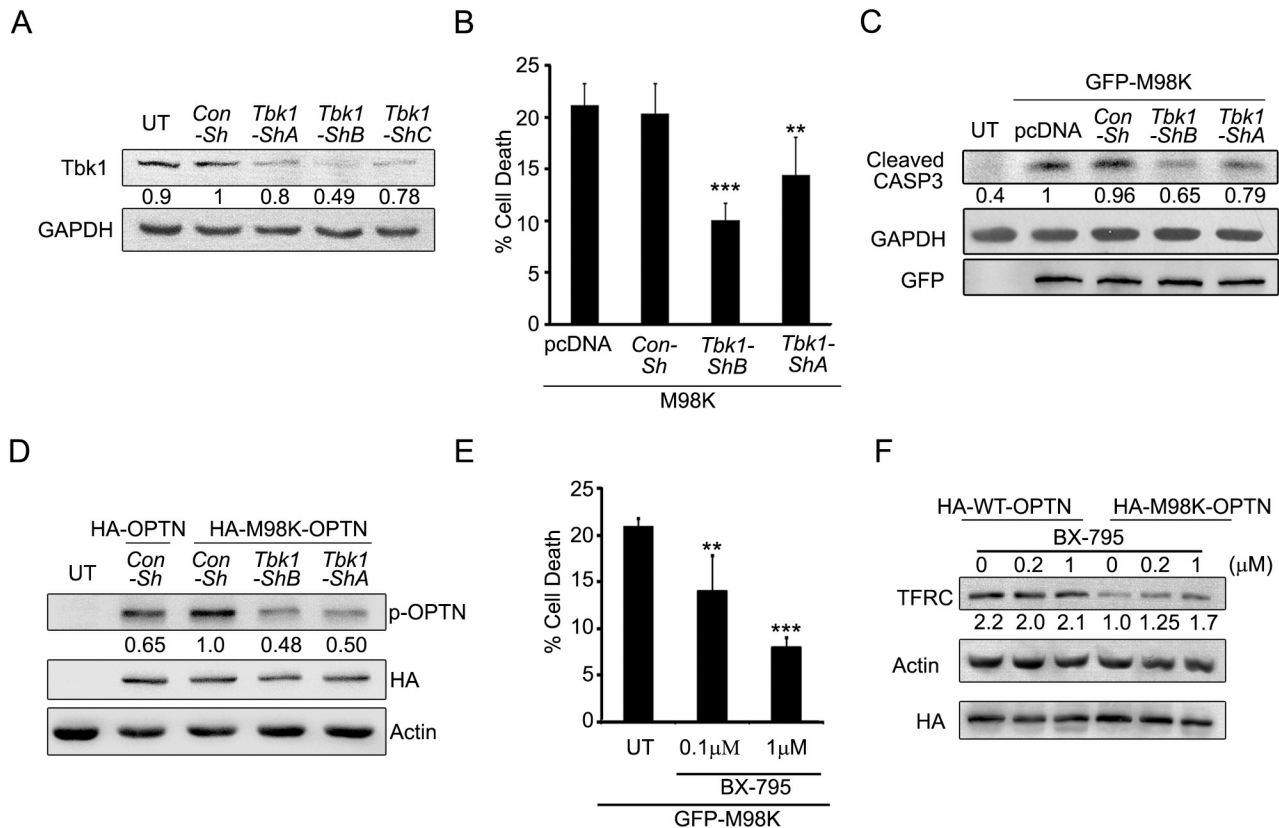 A
UT
Con
-Sh
Tbk1
-ShA
Tbk1
-ShB
Tbk1
-ShC
Tbk1
0.9 1 0.8 0.49 0.78
GAPDH
B
25
20
15
10
5
0
% Cell Death
***
**
pcDNA
Con-
Sh
Tbk1-
ShB
Tbk1-
ShA
M98K
C
GFP-M98K
UT
pcDNA
Con
-Sh
Tbk1
-ShB
Tbk1
-ShA
Cleaved
CASP3
0.4 1 0.96 0.65 0.79
GAPDH
GFP
D
HA-OPTN HA-M98K-OPTN
UT
Con
-Sh
Con
-Sh
Tbk1
-ShB
Tbk1
-ShA
p-OPTN
0.65 1.0 0.48 0.50
HA
Actin
E
25
20
15
10
5
0
% Cell Death
**
***
UT 0.1µM 1µM
BX-795
GFP-M98K
F
HA-WT-OPTN HA-M98K-OPTN
BX-795
0 0.2 1 0 0.2 1 (µM)
TFRC
2.2 2.0 2.1 1.0 1.25 1.7
Actin
HA